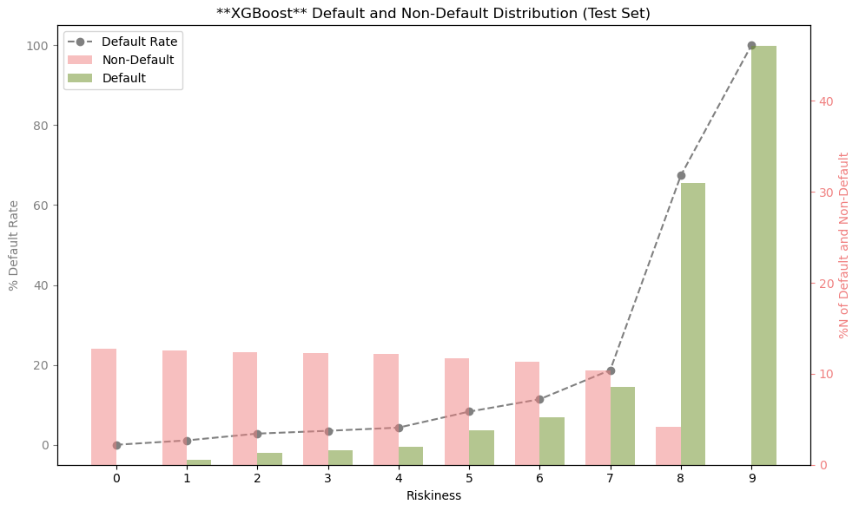 **XGBoost** Default and Non-Default Distribution (Test Set)
Default Rate
Non-Default
Default
100
80
60
40
20
0
% Default Rate
40
30
20
10
0
%N of Default and Non-Default
0 1 2 3 4 5 6 7 8 9
Riskiness